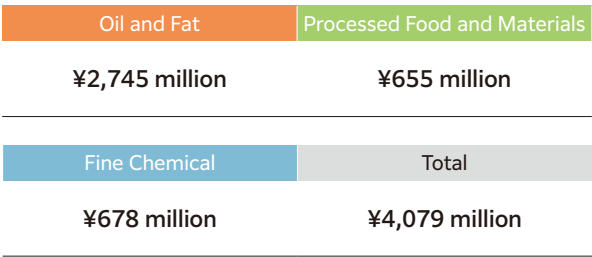 Oil and Fat
Processed Food and Materials
¥2,745 million
¥655 million
Fine Chemical
Total
¥678 million
¥4,079 million